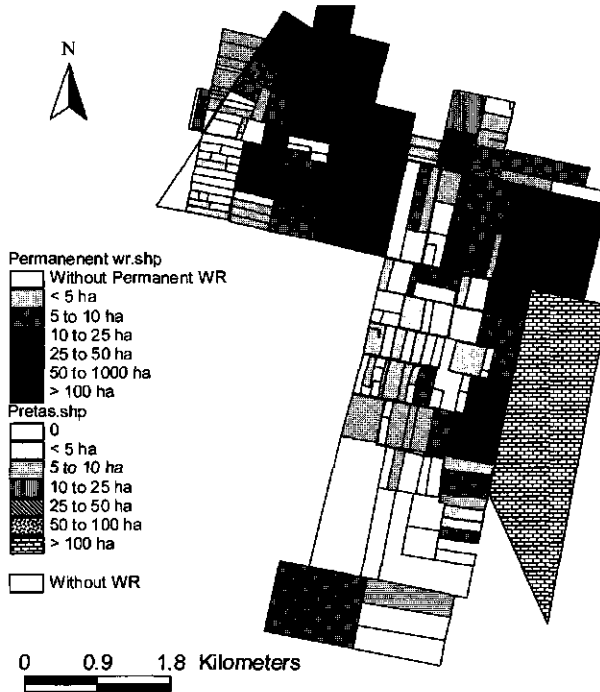 N
Permanenent wr.shp
Without Permanent WR
< 5 ha
5 to 10 ha
10 to 25 ha
25 to 50 ha
50 to 1000 ha
> 100 ha
Pretas.shp
0
< 5 ha
5 to 10 ha
10 to 25 ha
25 to 50 ha
50 to 100 ha
> 100 ha
Without WR
0 0.9 1.8 Kilometers